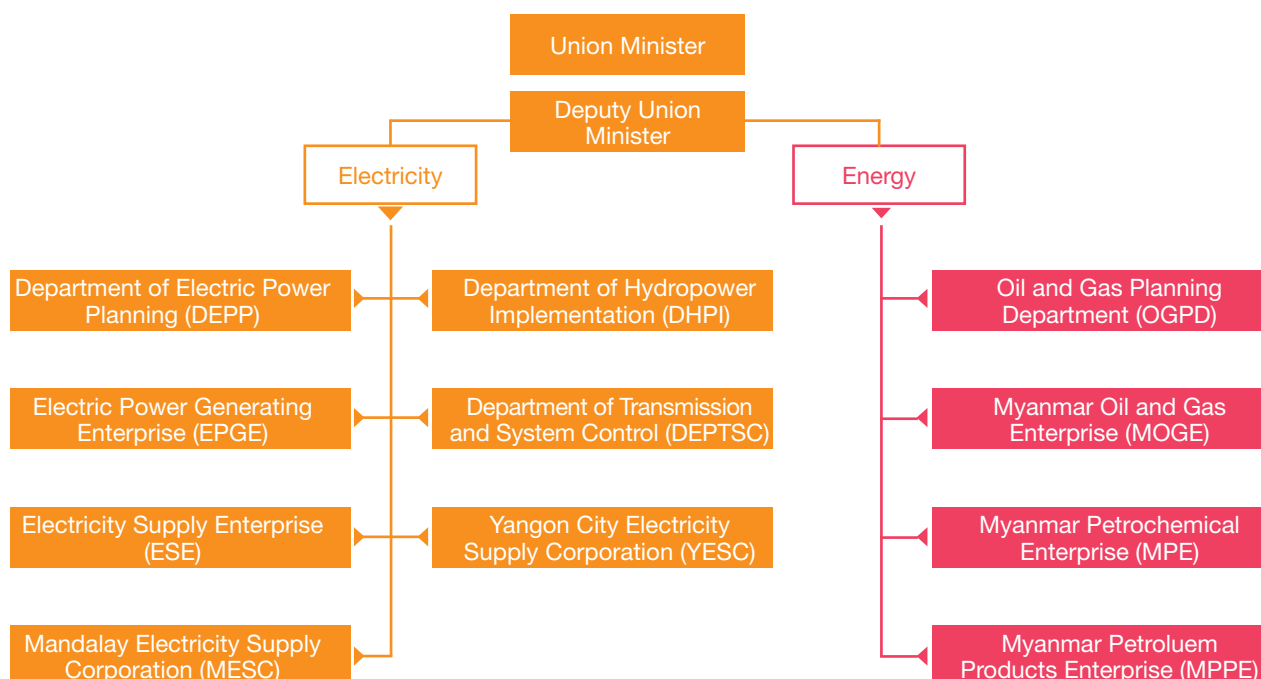 Union Minister
Deputy Union
Minister
Electricity
Energy
Department of Electric Power
Planning (DEPP)
Department of Hydropower
Implementation (DHPI)
Oil and Gas Planning
Department (OGPD)
Electric Power Generating
Enterprise (EPGE)
Department of Transmission
and System Control (DEPTSC)
Myanmar Oil and Gas
Enterprise (MOGE)
Electricity Supply Enterprise
(ESE)
Yangon City Electricity
Supply Corporation (YESC)
Myanmar Petrochemical
Enterprise (MPE)
Mandalay Electricity Supply
Corporation (MESC)
Myanmar Petroluem
Products Enterprise (MPPE)